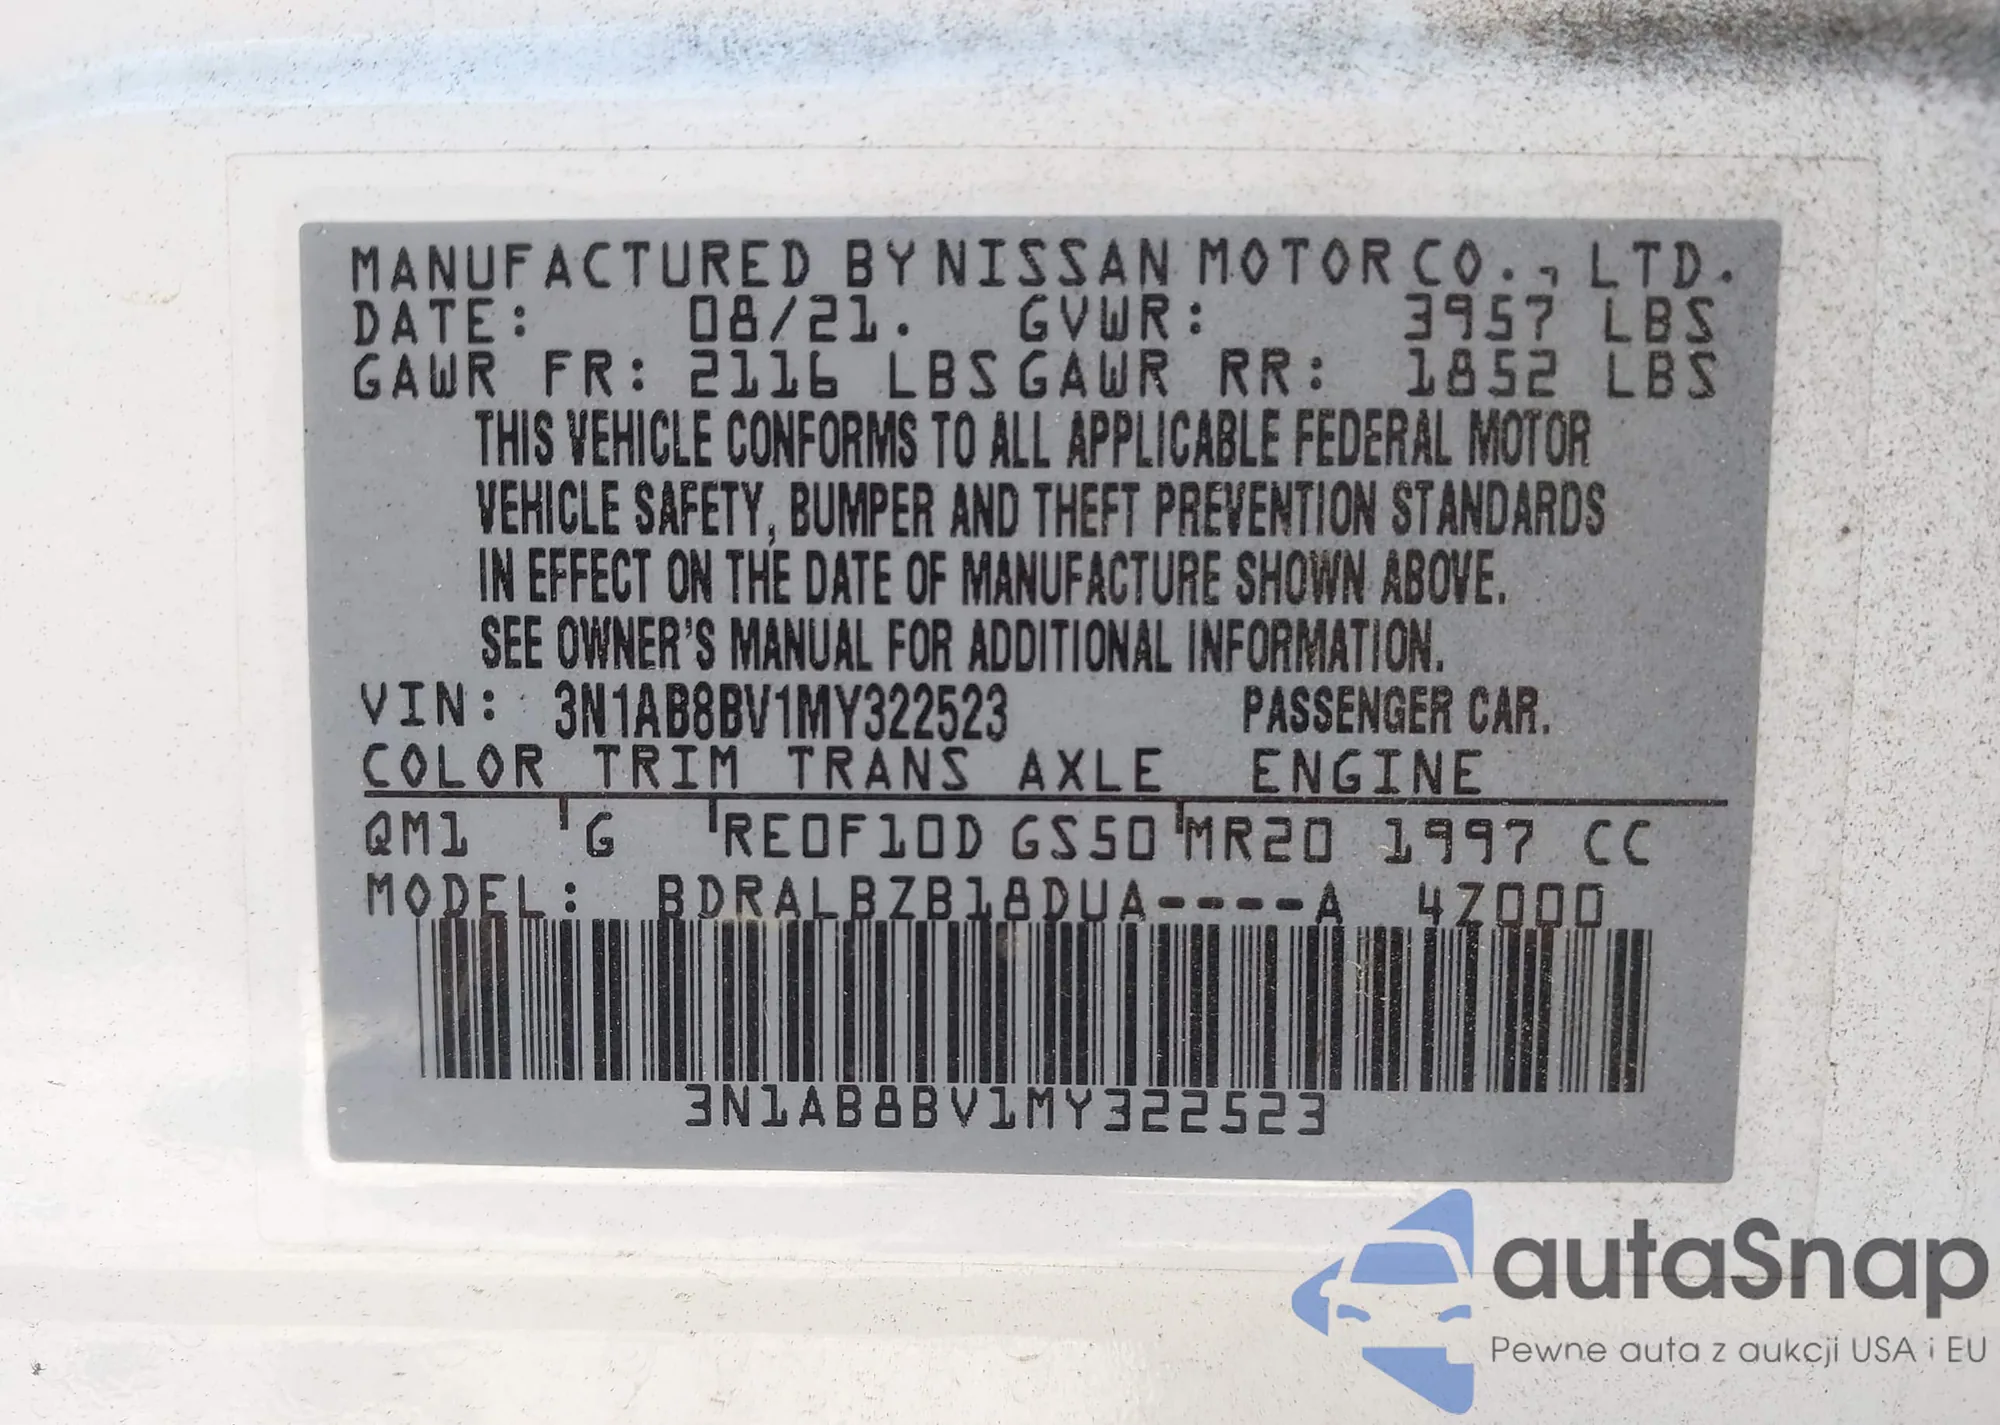 MANUFACTURED BY NISSAN MOTOR CO., LTD.
DATE: 08/21. GVWR: 3957 LBS
GAWR FR: 2116 LBS GAWR RR: 1852 LBS
THIS VEHICLE CONFORMS TO ALL APPLICABLE FEDERAL MOTOR
VEHICLE SAFETY, BUMPER AND THEFT PREVENTION STANDARDS
IN EFFECT ON THE DATE OF MANUFACTURE SHOWN ABOVE.
SEE OWNER'S MANUAL FOR ADDITIONAL INFORMATION.
VIN: 3N1AB8BV1MY322523 PASSENGER CAR.
COLOR TRIM TRANS AXLE ENGINE
QM1 G RE0F10D GS50 MR20 1997 CC
MODEL: BDRALBZB18DUA----A 4Z000
3N1AB8BV1MY322523
autaSnap
Pewne auta z aukcji USA i EU